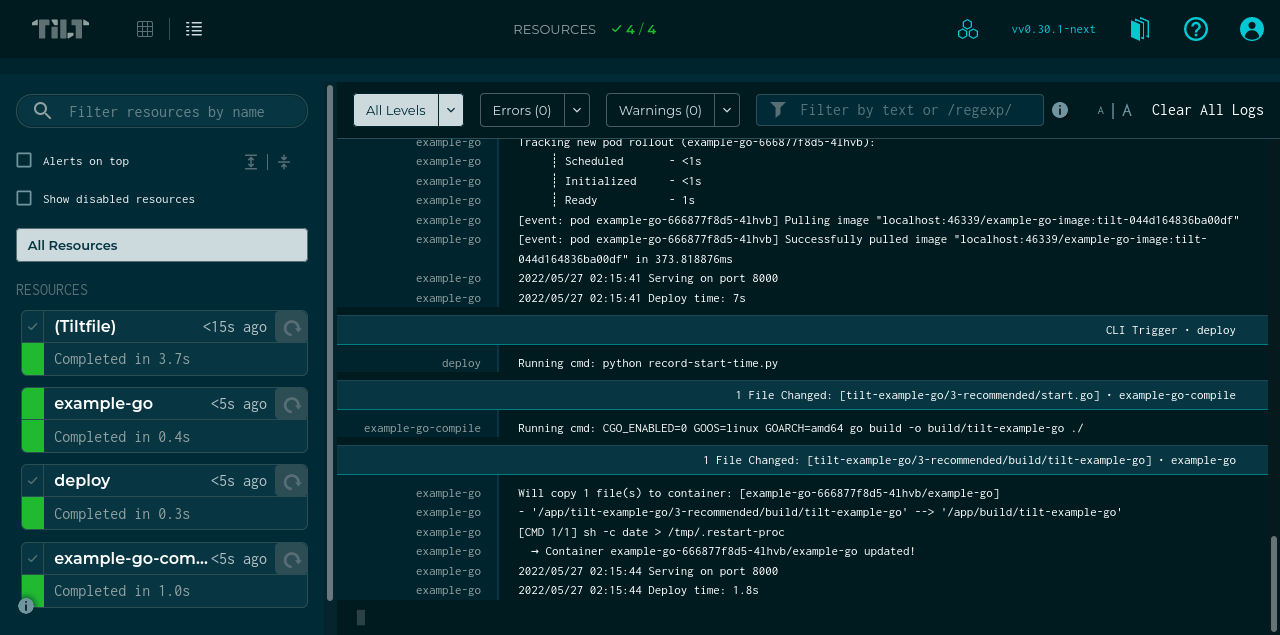 TILT
RESOURCES 4 / 4
vv0.30.1-next
Filter resources by name
Alerts on top
Show disabled resources
All Resources
RESOURCES
(Tiltfile) <15s ago
Completed in 3.7s
example-go <5s ago
Completed in 0.4s
deploy <5s ago
Completed in 0.3s
example-go-com... <5s ago
Completed in 1.0s
All Levels Errors (0) Warnings (0) Filter by text or /regexp/ A | A Clear All Logs
example-go Tracking new pod rollout (example-go-666877f8d5-4lhvb):
example-go ┊ Scheduled - <1s
example-go ┊ Initialized - <1s
example-go ┊ Ready - 1s
example-go [event: pod example-go-666877f8d5-4lhvb] Pulling image "localhost:46339/example-go-image:tilt-044d164836ba00df"
example-go [event: pod example-go-666877f8d5-4lhvb] Successfully pulled image "localhost:46339/example-go-image:tilt-
044d164836ba00df" in 373.818876ms
example-go 2022/05/27 02:15:41 Serving on port 8000
example-go 2022/05/27 02:15:41 Deploy time: 7s
CLI Trigger • deploy
deploy Running cmd: python record-start-time.py
1 File Changed: [tilt-example-go/3-recommended/start.go] • example-go-compile
example-go-compile Running cmd: CGO_ENABLED=0 GOOS=linux GOARCH=amd64 go build -o build/tilt-example-go ./
1 File Changed: [tilt-example-go/3-recommended/build/tilt-example-go] • example-go
example-go Will copy 1 file(s) to container: [example-go-666877f8d5-4lhvb/example-go]
example-go - '/app/tilt-example-go/3-recommended/build/tilt-example-go' --> '/app/build/tilt-example-go'
example-go [CMD 1/1] sh -c date > /tmp/.restart-proc
example-go → Container example-go-666877f8d5-4lhvb/example-go updated!
example-go 2022/05/27 02:15:44 Serving on port 8000
example-go 2022/05/27 02:15:44 Deploy time: 1.8s